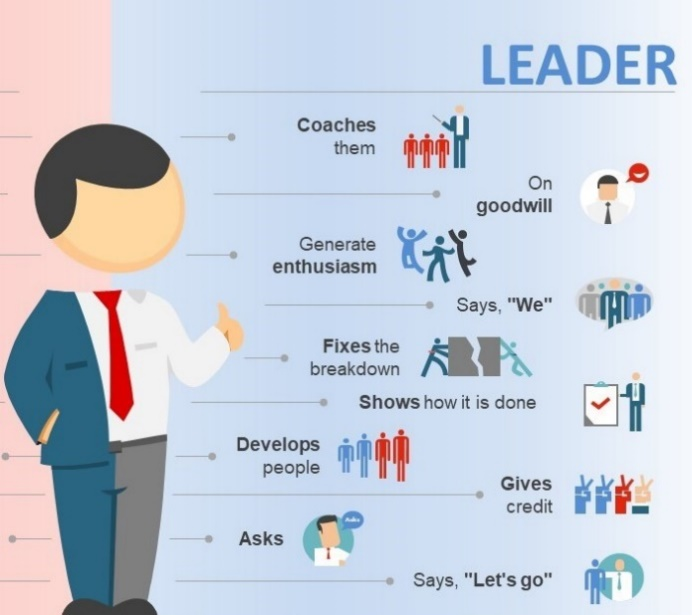 LEADER
Coaches
them
On
goodwill
Generate
enthusiasm
Says, "We"
Fixes the
breakdown
Shows how it is done
Develops
people
Gives
credit
Asks
Asks
Says, "Let's go"